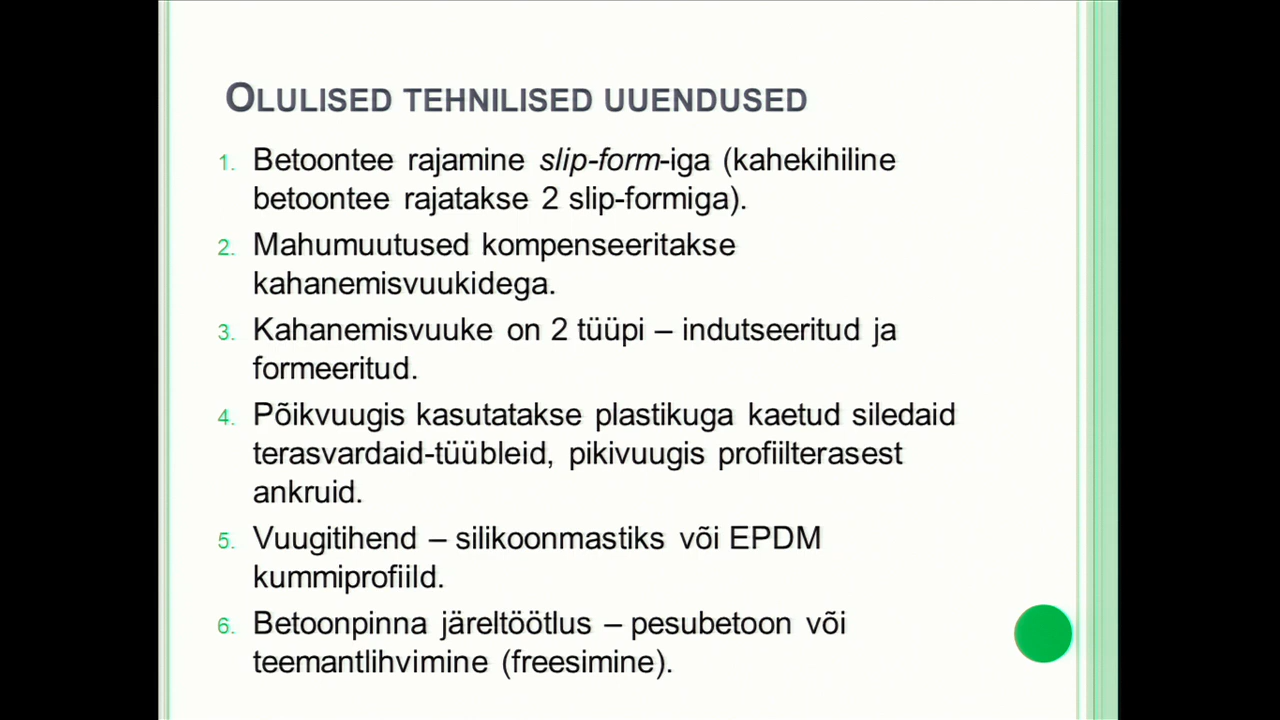 OLULISED TEHNILISED UUENDUSED
1. Betoontee rajamine slip-form-iga (kahekihiline
betoontee rajatakse 2 slip-formiga).
2. Mahumuutused kompenseeritakse
kahanemisvuukidega.
3. Kahanemisvuuke on 2 tüüpi – indutseeritud ja
formeeritud.
4. Põikvuugis kasutatakse plastikuga kaetud siledaid
terasvardaid-tüübleid, pikivuugis profiilterasest
ankruid.
5. Vuugitihend – silikoonmastiks või EPDM
kummiprofiild.
6. Betoonpinna järeltöötlus – pesubetoon või
teemantlihvimine (freesimine).